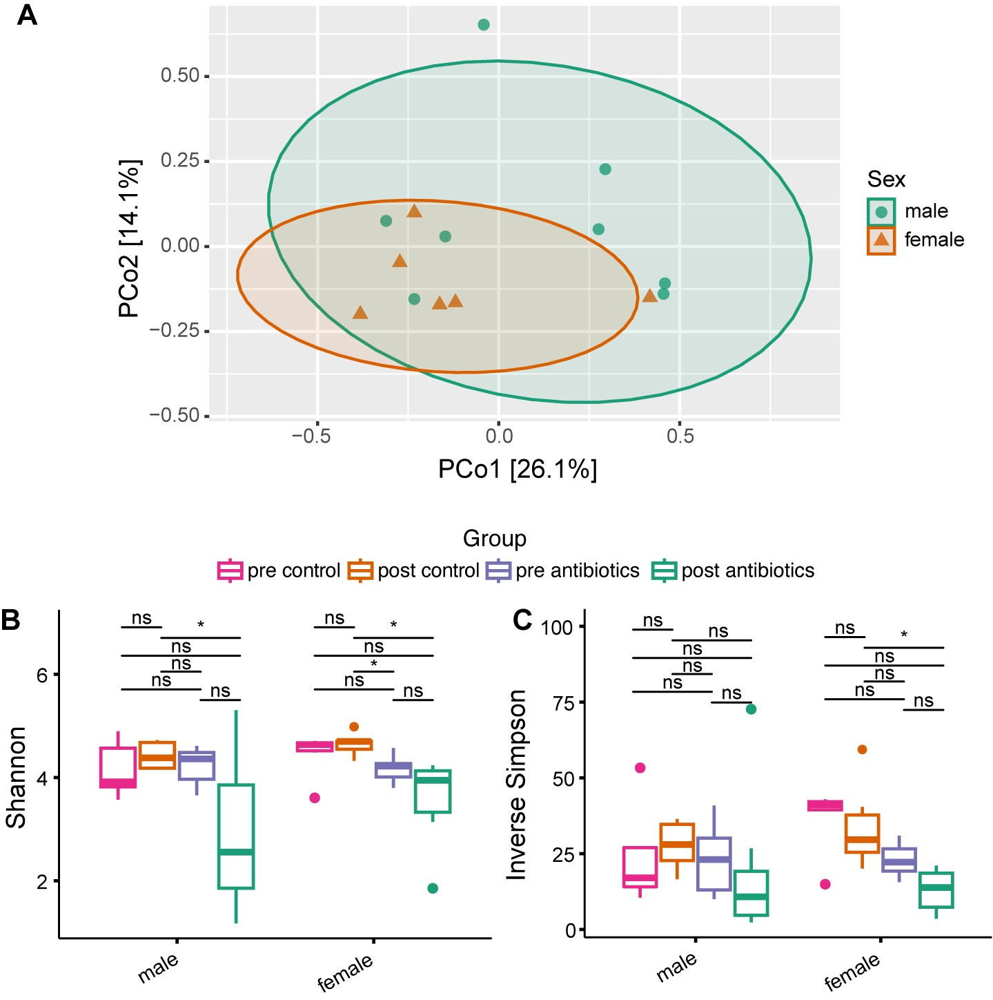 A
0.50
0.25
0.00
−0.25
−0.50
PCo2 [14.1%]
−0.5 0.0 0.5
PCo1 [26.1%]
Sex
male
female
Group
pre control post control pre antibiotics post antibiotics
B
ns
*
ns
ns
ns
ns
ns
*
ns
*
ns
ns
6
4
2
Shannon
male
female
C
ns
ns
ns
ns
ns
ns
ns
*
ns
ns
ns
ns
100
75
50
25
0
Inverse Simpson
male
female